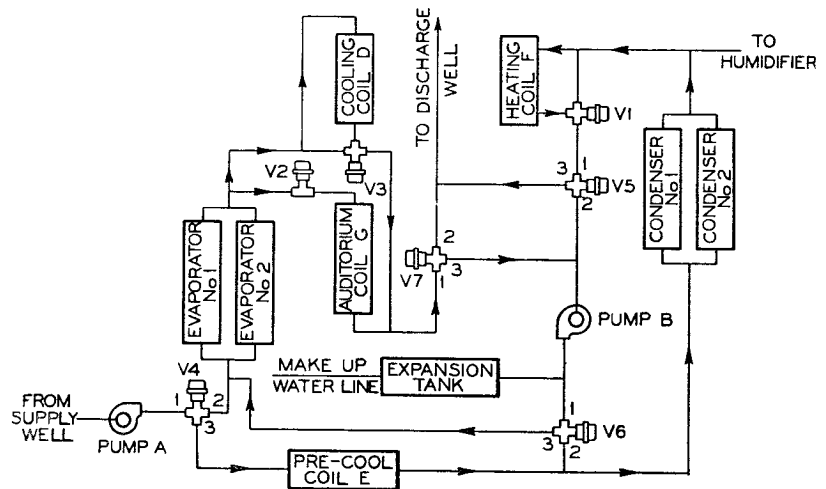 COOLING
COIL D
TO DISCHARGE
WELL
HEATING
COIL F
TO
HUMIDIFIER
V1
V2
V3
3
1
2
V5
CONDENSER
No1
CONDENSER
No2
EVAPORATOR
No1
EVAPORATOR
No2
AUDITORIUM
COIL G
V7
2
3
1
PUMP B
MAKE UP
WATER LINE
EXPANSION
TANK
V4
1
2
3
FROM
SUPPLY
WELL
PUMP A
1
3
2
V6
PRE-COOL
COIL E